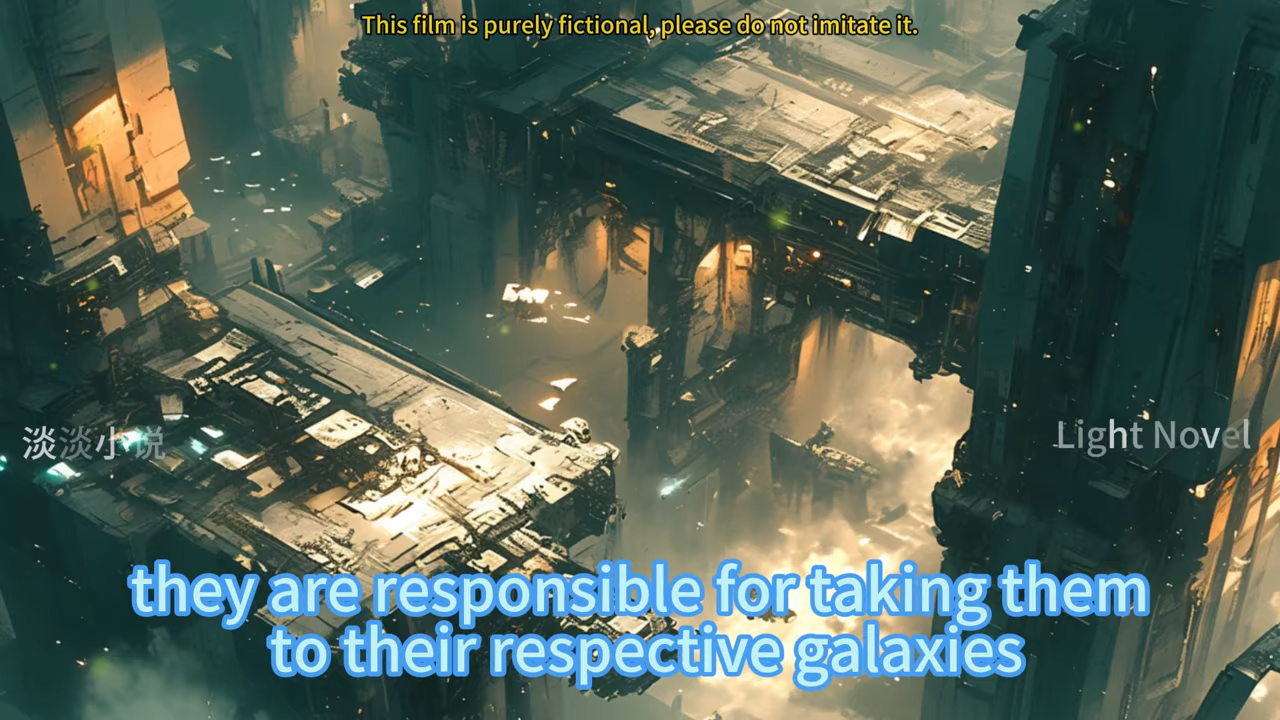 This film is purely fictional, please do not imitate it.
淡淡小说
Light Novel
they are responsible for taking them
to their respective galaxies